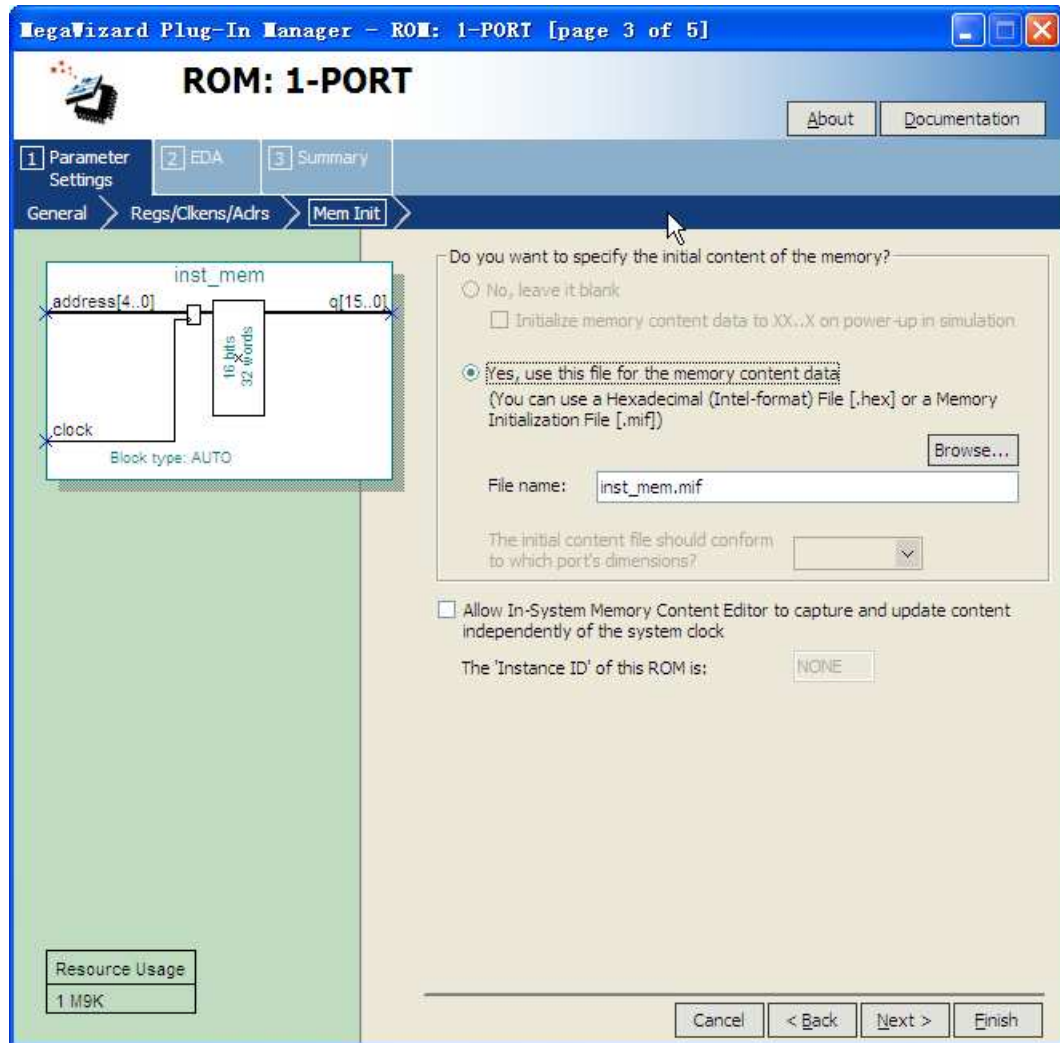 MegaWizard Plug-In Manager - ROM: 1-PORT [page 3 of 5]
ROM: 1-PORT
About
Documentation
1 Parameter Settings
2 EDA
3 Summary
General
Regs/Clkens/Aclrs
Mem Init
inst_mem
address[4..0]
q[15..0]
16 bits
32 words
clock
Block type: AUTO
Do you want to specify the initial content of the memory?
No, leave it blank
Initialize memory content data to XX..X on power-up in simulation
Yes, use this file for the memory content data
(You can use a Hexadecimal (Intel-format) File [.hex] or a Memory
Initialization File [.mif])
Browse...
File name:
inst_mem.mif
The initial content file should conform
to which port's dimensions?
Allow In-System Memory Content Editor to capture and update content
independently of the system clock
The 'Instance ID' of this ROM is:
NONE
Resource Usage
1 M9K
Cancel
< Back
Next >
Finish